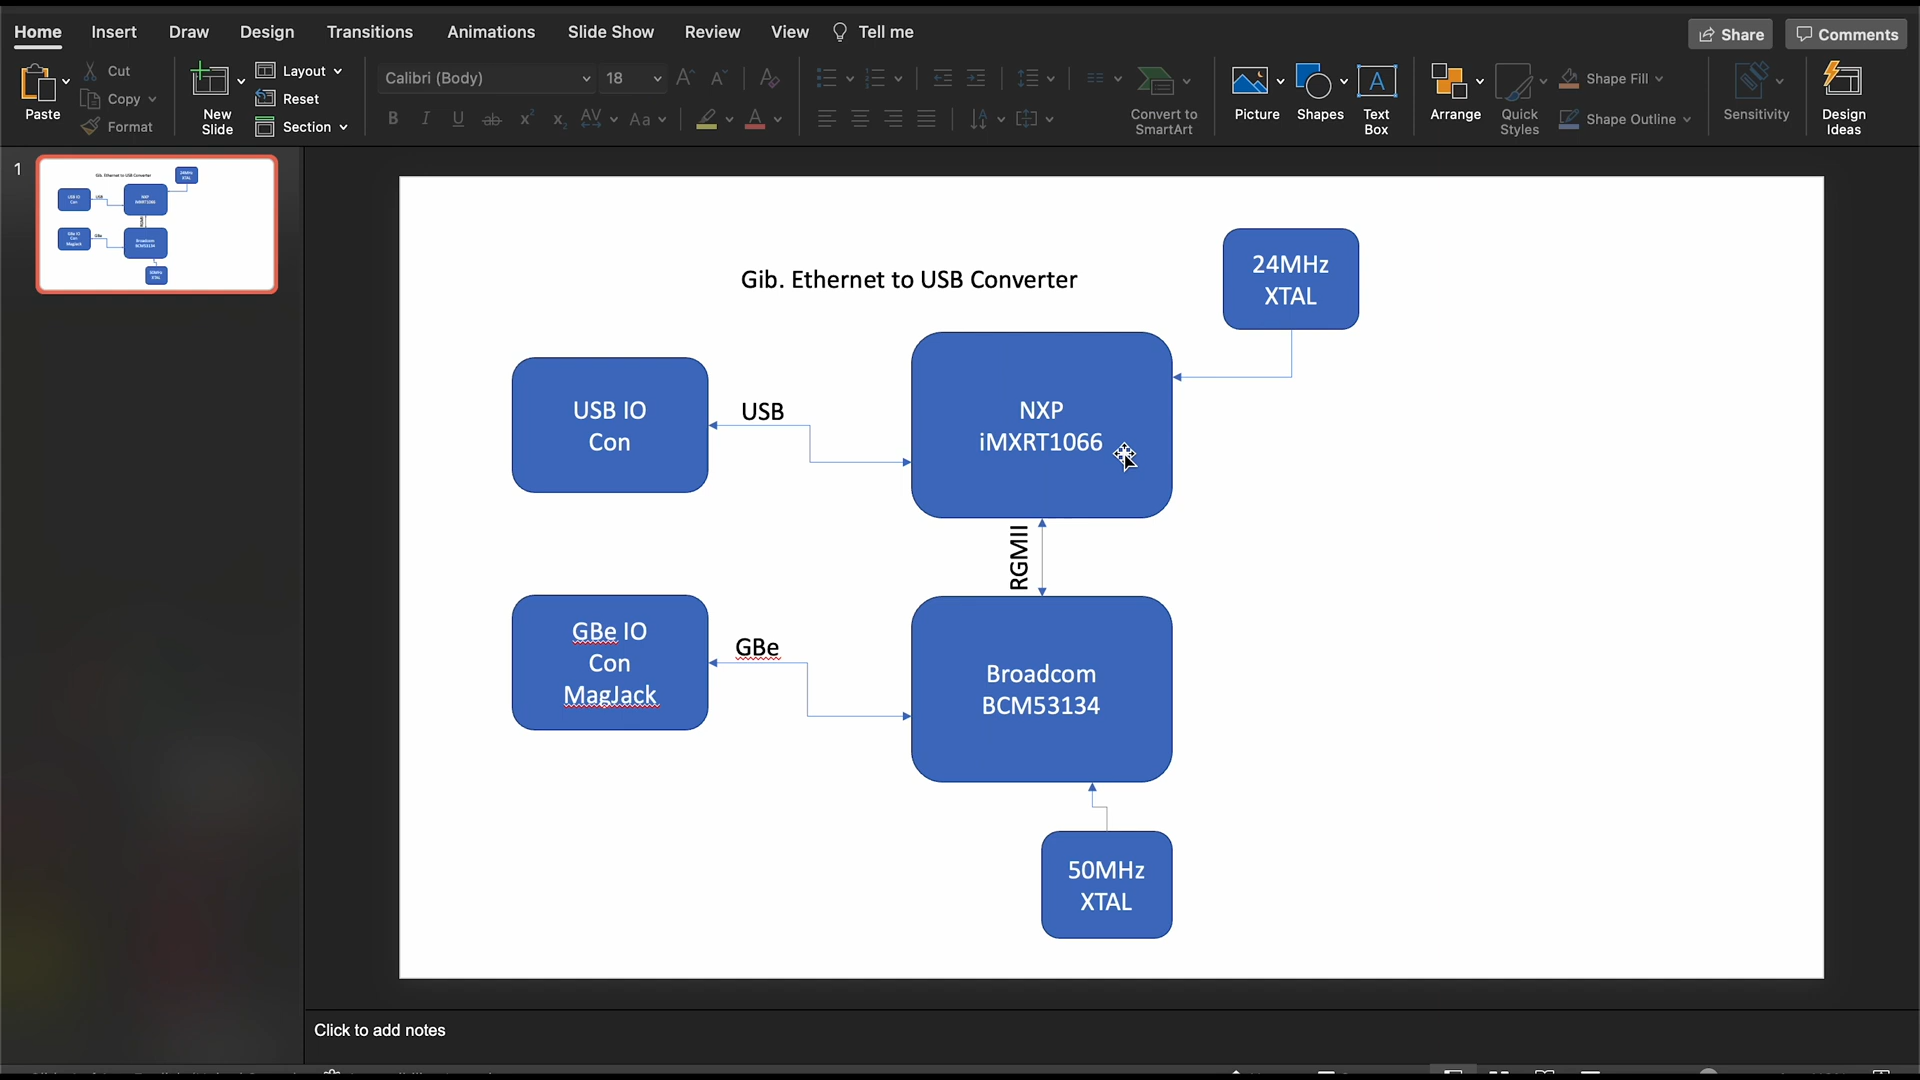 Home Insert Draw Design Transitions Animations Slide Show Review View Tell me Share Comments
Paste Cut Copy Format New Slide Layout Reset Section Calibri (Body) 18 Convert to SmartArt Picture Shapes Text Box Arrange Quick Styles Shape Fill Shape Outline Sensitivity Design Ideas
1
Gib. Ethernet to USB Converter
24MHz
XTAL
USB IO
Con
USB
NXP
iMXRT1066
RGMII
GBe IO
Con
MagJack
GBe
Broadcom
BCM53134
50MHz
XTAL
Click to add notes